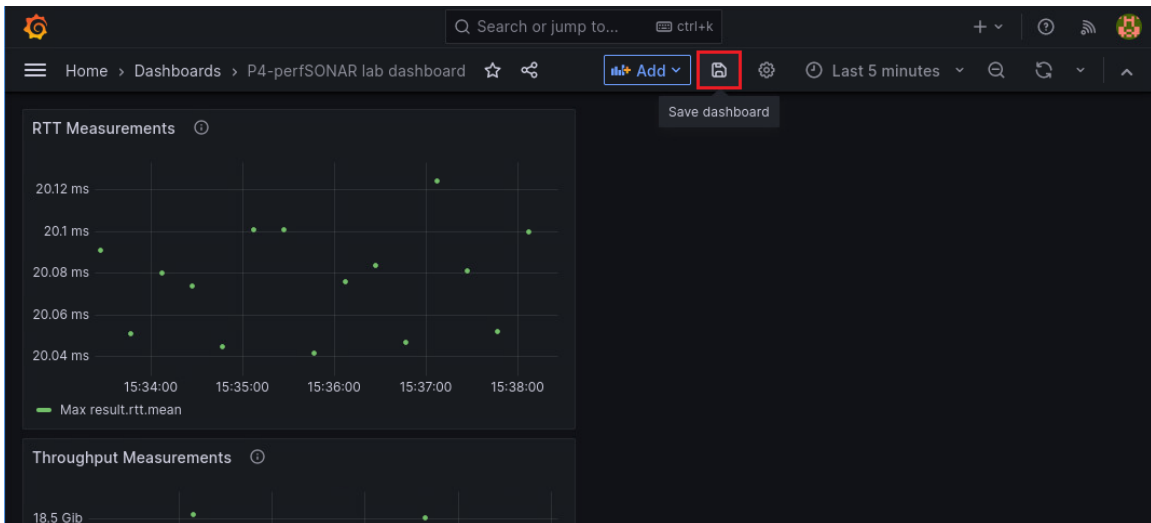 Search or jump to... ctrl+k
Home › Dashboards › P4-perfSONAR lab dashboard Add Last 5 minutes
Save dashboard
RTT Measurements
20.12 ms
20.1 ms
20.08 ms
20.06 ms
20.04 ms
15:34:00 15:35:00 15:36:00 15:37:00 15:38:00
Max result.rtt.mean
Throughput Measurements
18.5 Gib